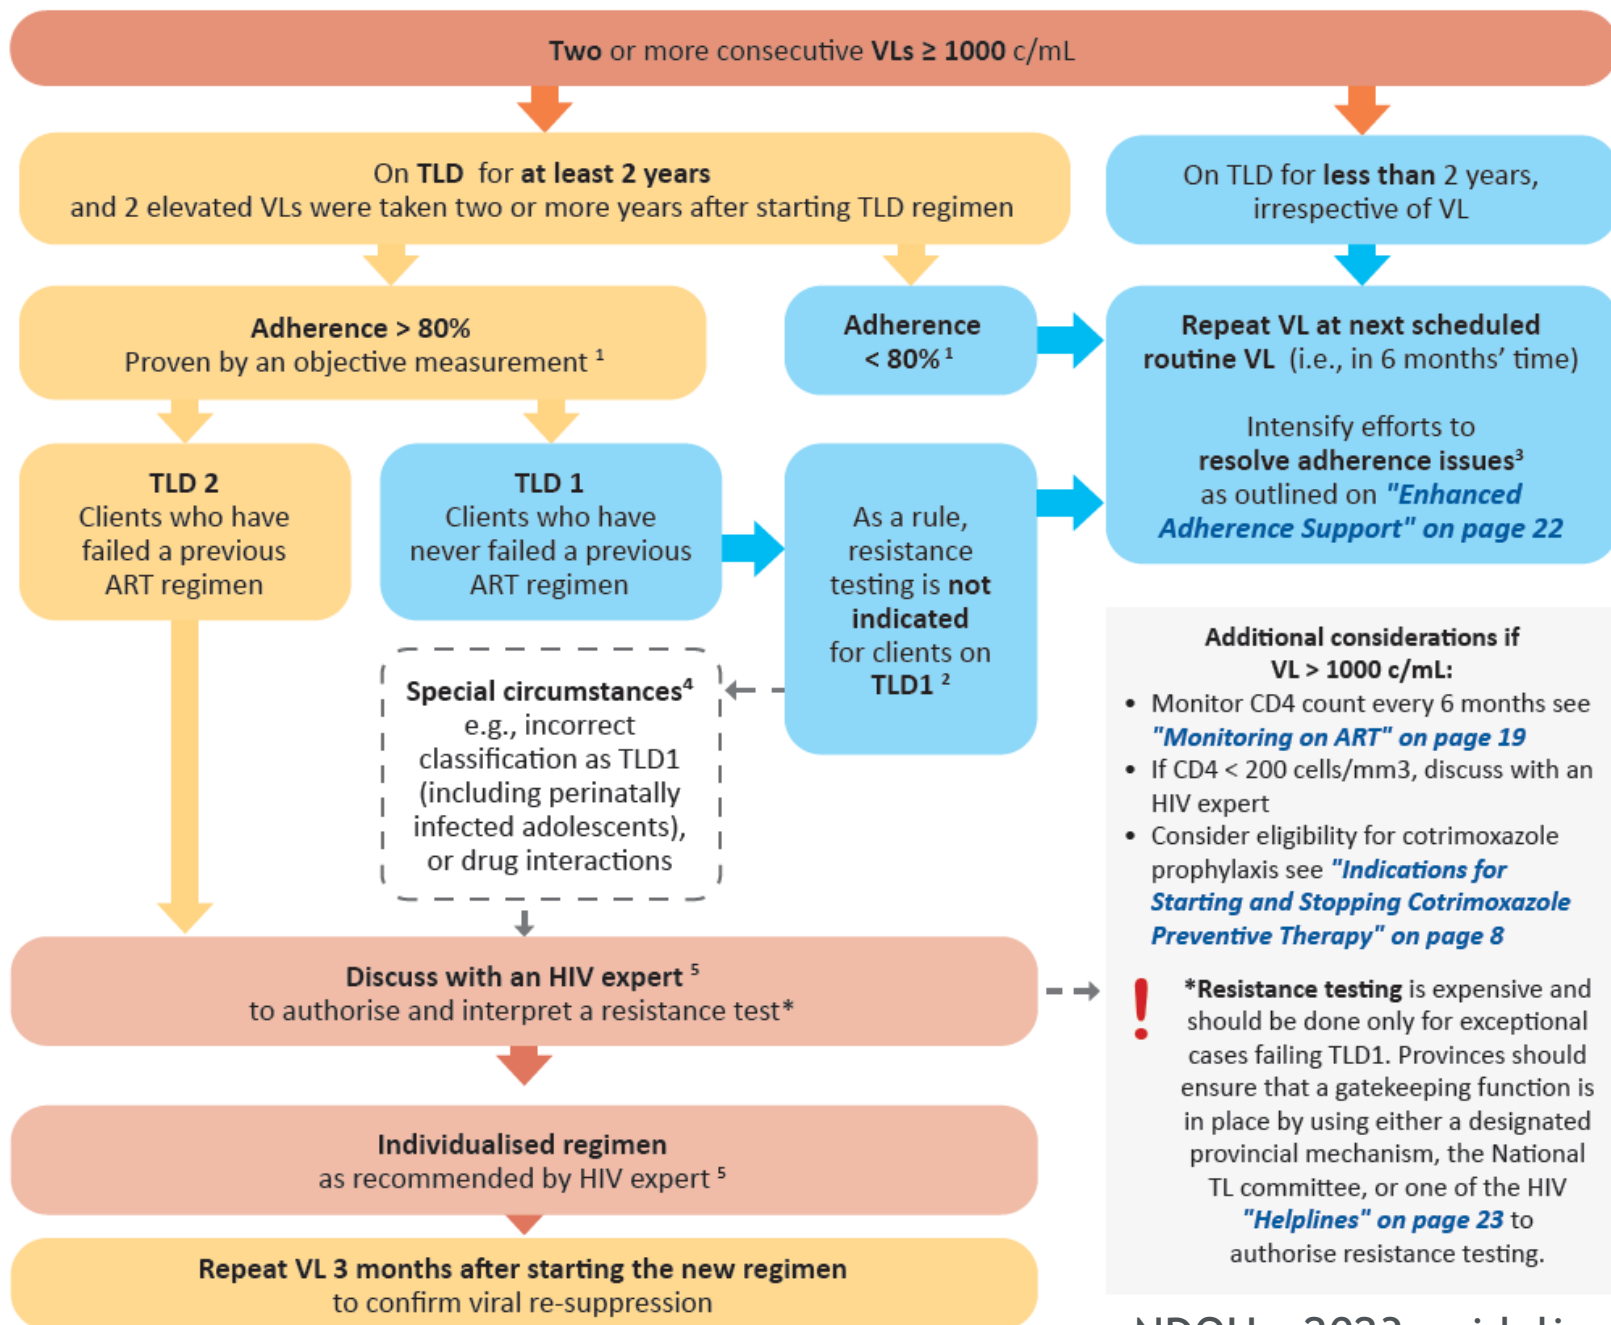 Two or more consecutive VLs ≥ 1000 c/mL
On TLD for at least 2 years
and 2 elevated VLs were taken two or more years after starting TLD regimen
On TLD for less than 2 years,
irrespective of VL
Adherence > 80%
Proven by an objective measurement 1
Adherence
< 80% 1
Repeat VL at next scheduled
routine VL (i.e., in 6 months’ time)
Intensify efforts to
resolve adherence issues3
as outlined on "Enhanced
Adherence Support" on page 22
TLD 2
Clients who have
failed a previous
ART regimen
TLD 1
Clients who have
never failed a previous
ART regimen
As a rule,
resistance
testing is not
indicated
for clients on
TLD1 2
Special circumstances4
e.g., incorrect
classification as TLD1
(including perinatally
infected adolescents),
or drug interactions
Discuss with an HIV expert 5
to authorise and interpret a resistance test*
Individualised regimen
as recommended by HIV expert 5
Repeat VL 3 months after starting the new regimen
to confirm viral re-suppression
Additional considerations if
VL > 1000 c/mL:
• Monitor CD4 count every 6 months see
"Monitoring on ART" on page 19
• If CD4 < 200 cells/mm3, discuss with an
HIV expert
• Consider eligibility for cotrimoxazole
prophylaxis see "Indications for
Starting and Stopping Cotrimoxazole
Preventive Therapy" on page 8
! *Resistance testing is expensive and
should be done only for exceptional
cases failing TLD1. Provinces should
ensure that a gatekeeping function is
in place by using either a designated
provincial mechanism, the National
TL committee, or one of the HIV
"Helplines" on page 23 to
authorise resistance testing.